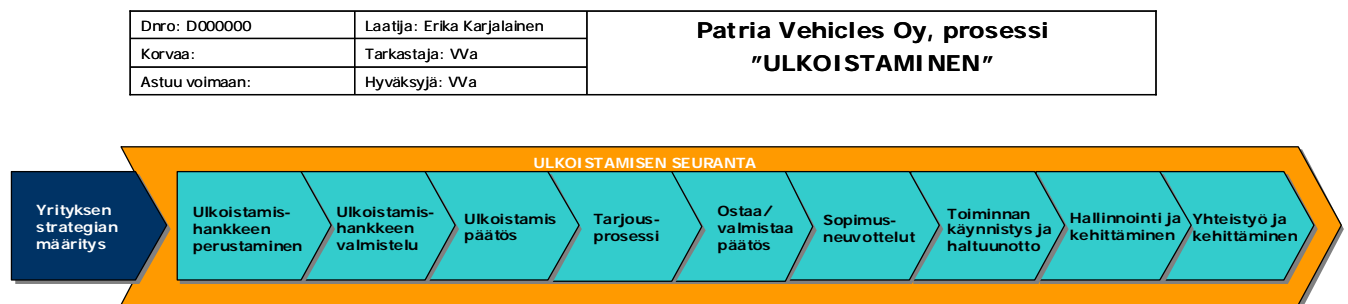 Dnro: D000000
Laatija: Erika Karjalainen
Patria Vehicles Oy, prosessi
"ULKOISTAMINEN"
Korvaa:
Tarkastaja: VVa
Astuu voimaan:
Hyväksyjä: VVa
ULKOISTAMISEN SEURANTA
Yrityksen
strategian
määritys
Ulkoistamis-
hankkeen
perustaminen
Ulkoistamis-
hankkeen
valmistelu
Ulkoistamis
päätös
Tarjous-
prosessi
Ostaa/
valmistaa
päätös
Sopimus-
neuvottelut
Toiminnan
käynnistys ja
haltuunotto
Hallinnointi ja
kehittäminen
Yhteistyö ja
kehittäminen